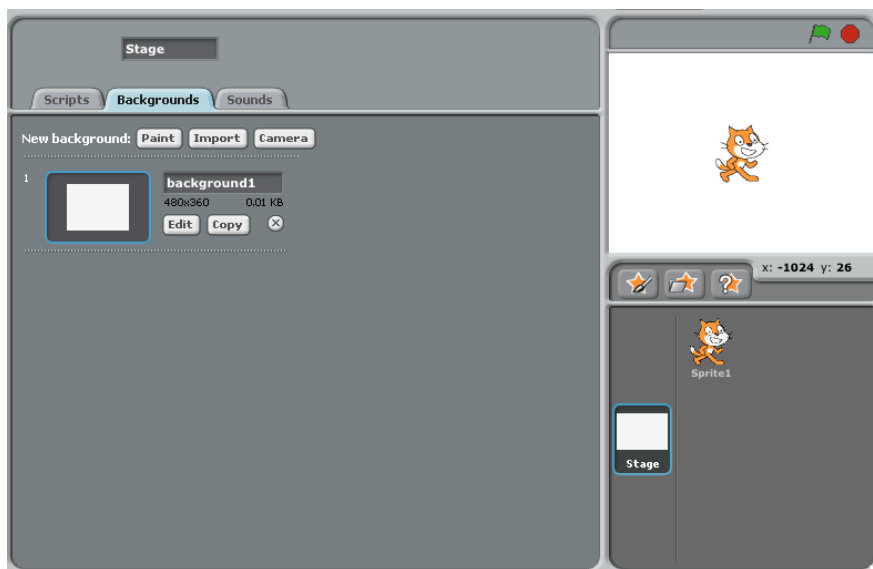 Stage
Scripts Backgrounds Sounds
New background: Paint Import Camera
1
background1
480x360 0.01 KB
Edit Copy
x: -1024 y: 26
Sprite1
Stage